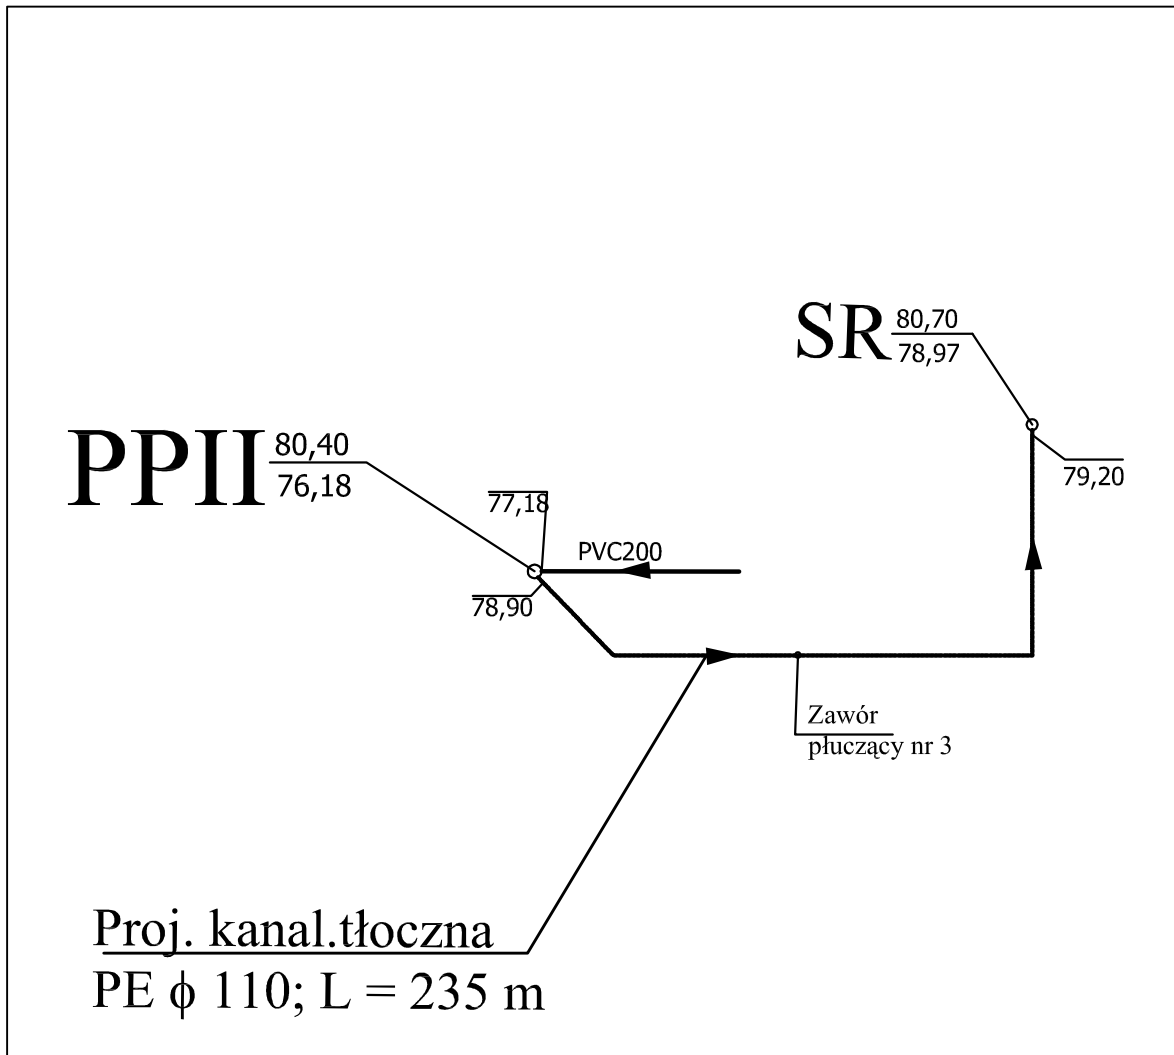 SR 80,70
78,97
79,20
PPII 80,40
76,18
77,18
PVC200
78,90
Zawór
płuczący nr 3
Proj. kanal.tłoczna
PE ϕ 110; L = 235 m